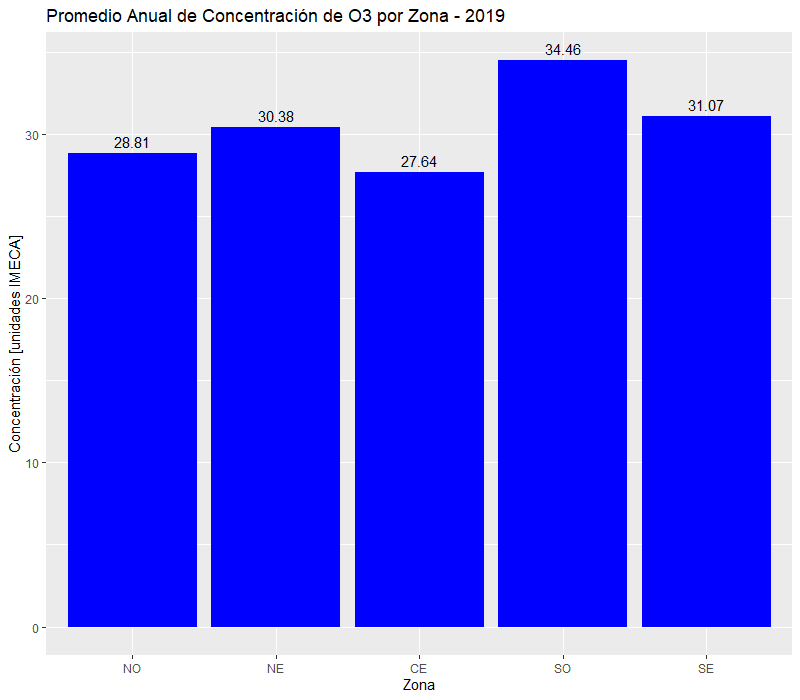 Promedio Anual de Concentración de O3 por Zona - 2019
34.46
31.07
30.38
28.81
27.64
Concentración [unidades IMECA]
30
20
10
0
NO NE CE SO SE
Zona